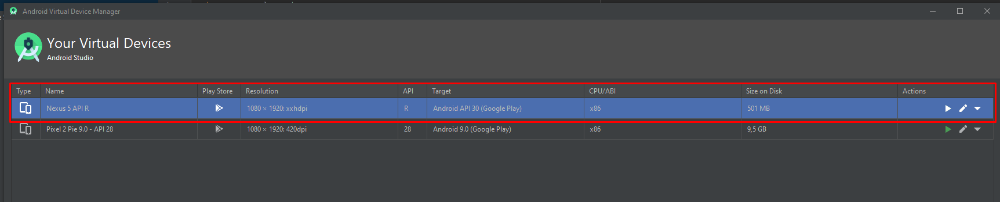 Android Virtual Device Manager
Your Virtual Devices
Android Studio
Type Name Play Store Resolution API Target CPU/ABI Size on Disk Actions
Nexus 5 API R 1080 × 1920: xxhdpi R Android API 30 (Google Play) x86 501 MB
Pixel 2 Pie 9.0 - API 28 1080 × 1920: 420dpi 28 Android 9.0 (Google Play) x86 9,5 GB